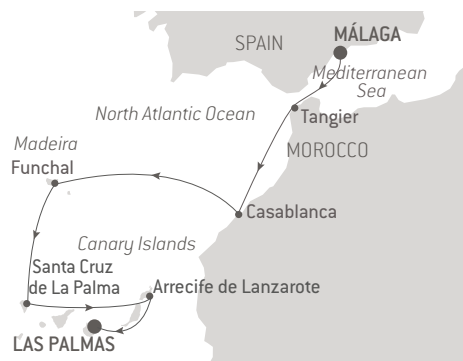 MÁLAGA
SPAIN
Mediterranean
Sea
North Atlantic Ocean
Tangier
MOROCCO
Madeira
Funchal
Casablanca
Canary Islands
Santa Cruz
de La Palma
Arrecife de Lanzarote
LAS PALMAS